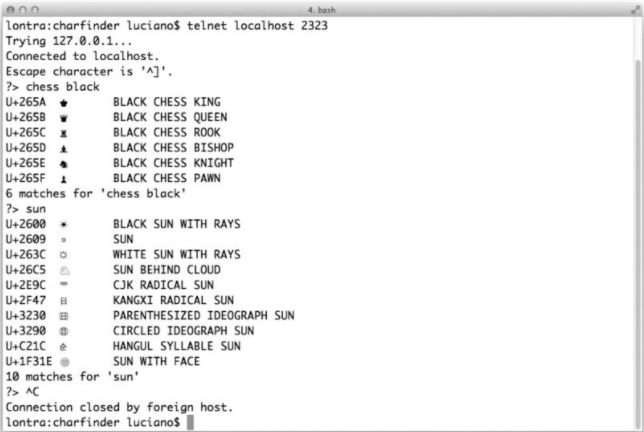 4. bash
lontra:charfinder luciano$ telnet localhost 2323
Trying 127.0.0.1...
Connected to localhost.
Escape character is '^]'.
?> chess black
U+265A ♚ BLACK CHESS KING
U+265B ♛ BLACK CHESS QUEEN
U+265C ♜ BLACK CHESS ROOK
U+265D ♝ BLACK CHESS BISHOP
U+265E ♞ BLACK CHESS KNIGHT
U+265F ♟ BLACK CHESS PAWN
6 matches for 'chess black'
?> sun
U+2600 ☀ BLACK SUN WITH RAYS
U+2609 ☉ SUN
U+263C ☼ WHITE SUN WITH RAYS
U+26C5 ⛅ SUN BEHIND CLOUD
U+2E9C ⺜ CJK RADICAL SUN
U+2F47 ⽇ KANGXI RADICAL SUN
U+3230 ㈰ PARENTHESIZED IDEOGRAPH SUN
U+3290 ㊐ CIRCLED IDEOGRAPH SUN
U+C21C 순 HANGUL SYLLABLE SUN
U+1F31E 🌞 SUN WITH FACE
10 matches for 'sun'
?> ^C
Connection closed by foreign host.
lontra:charfinder luciano$